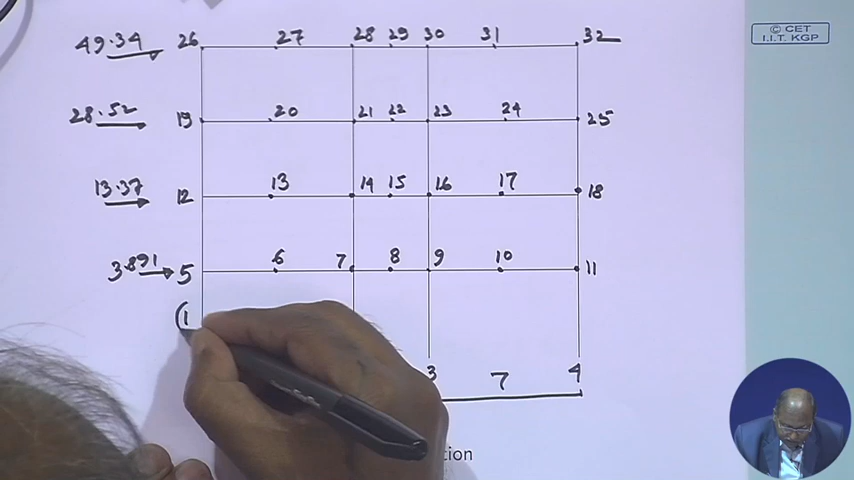 49.34 26 27 28 29 30 31 32
© CET
I.I.T. KGP
28.52 19 20 21 22 23 24 25
13.37 12 13 14 15 16 17 18
3.891 5 6 7 8 9 10 11
(1
3 7 4